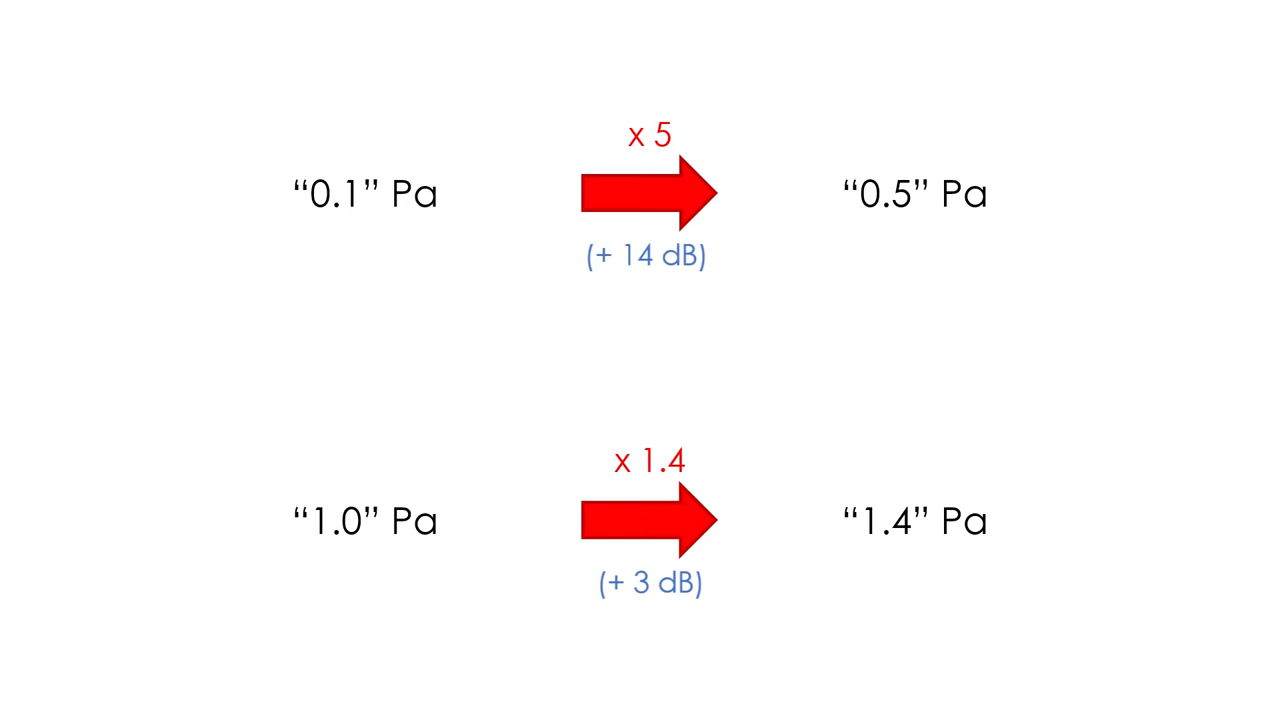 x 5
“0.1” Pa
“0.5” Pa
(+ 14 dB)
x 1.4
“1.0” Pa
“1.4” Pa
(+ 3 dB)